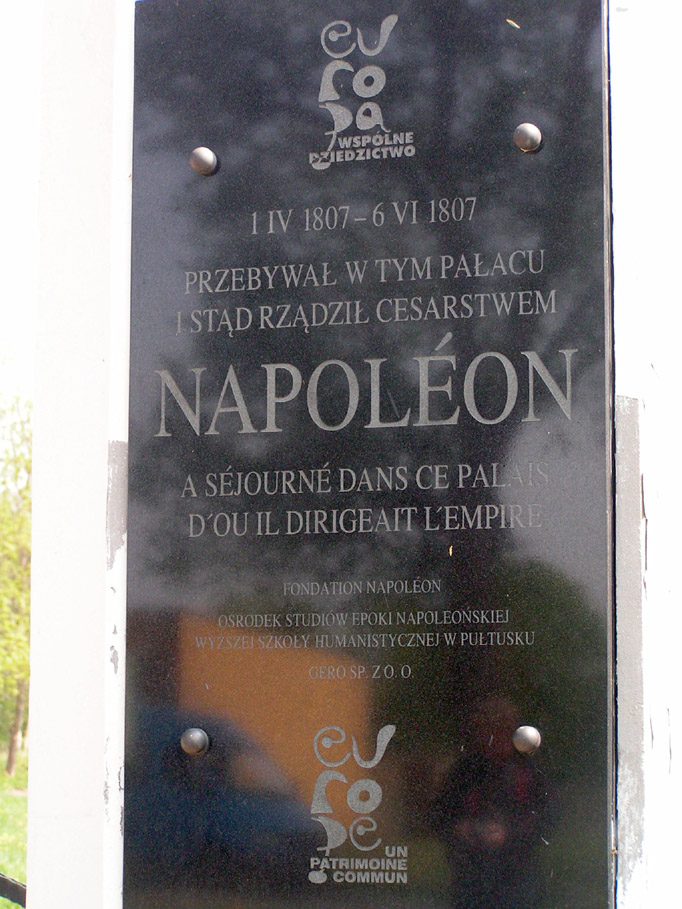 eu
ro
pa
WSPÓLNE
DZIEDZICTWO
1 IV 1807 – 6 VI 1807
PRZEBYWAŁ W TYM PAŁACU
I STĄD RZĄDZIŁ CESARSTWEM
NAPOLÉON
A SÉJOURNÉ DANS CE PALAIS
D´OU IL DIRIGEAIT L´EMPIRE
FONDATION NAPOLÉON
OŚRODEK STUDIÓW EPOKI NAPOLEOŃSKIEJ
WYŻSZEJ SZKOŁY HUMANISTYCZNEJ W PUŁTUSKU
GERO SP. Z O. O.
eu
ro
pe
UN
PATRIMOINE
COMMUN